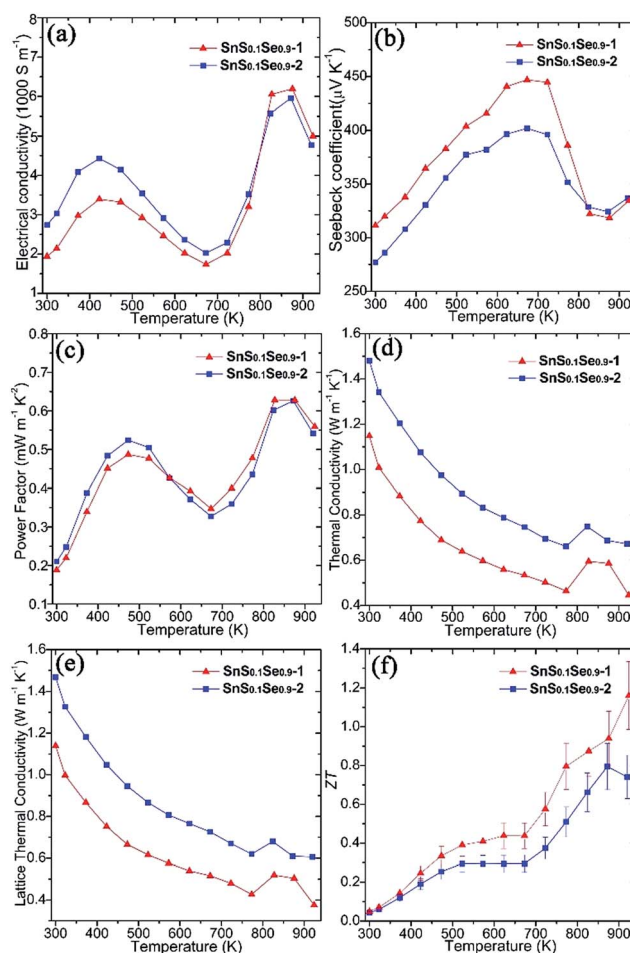 (a)
SnS0.1Se0.9-1
SnS0.1Se0.9-2
Electrical conductivity (1000 S m⁻¹)
8
7
6
5
4
3
2
1
300 400 500 600 700 800 900
Temperature (K)
(b)
SnS0.1Se0.9-1
SnS0.1Se0.9-2
Seebeck coefficient(μV K⁻¹)
500
450
400
350
300
250
300 400 500 600 700 800 900
Temperature (K)
(c)
SnS0.1Se0.9-1
SnS0.1Se0.9-2
Power Factor (mW m⁻¹ K⁻²)
0.8
0.7
0.6
0.5
0.4
0.3
0.2
0.1
300 400 500 600 700 800 900
Temperature (K)
(d)
SnS0.1Se0.9-1
SnS0.1Se0.9-2
Thermal Conductivity (W m⁻¹ K⁻¹)
1.6
1.4
1.2
1.0
0.8
0.6
0.4
300 400 500 600 700 800 900
Temperature (K)
(e)
SnS0.1Se0.9-1
SnS0.1Se0.9-2
Lattice Thermal Conductivity (W m⁻¹ K⁻¹)
1.6
1.4
1.2
1.0
0.8
0.6
0.4
300 400 500 600 700 800 900
Temperature (K)
(f)
SnS0.1Se0.9-1
SnS0.1Se0.9-2
ZT
1.4
1.2
1.0
0.8
0.6
0.4
0.2
0.0
300 400 500 600 700 800 900
Temperature (K)